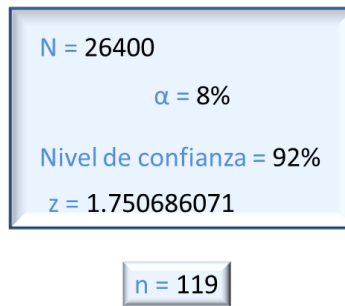 N = 26400
α = 8%
Nivel de confianza = 92%
z = 1.750686071
n = 119